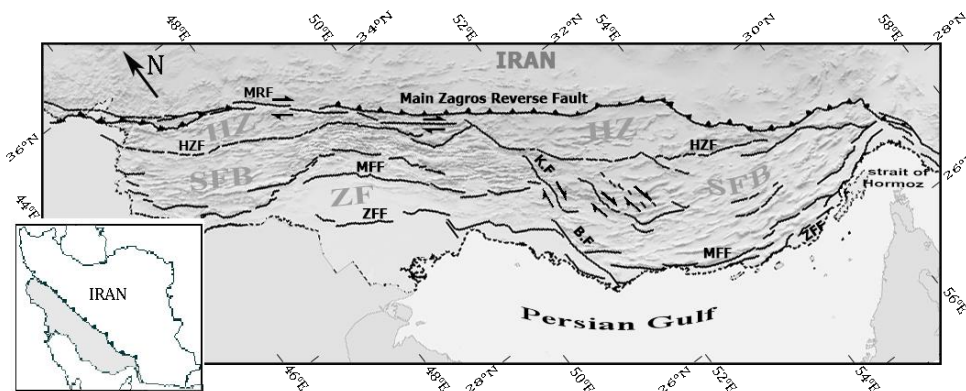 48°E
50°E
34°N
52°E
32°N
54°E
30°N
58°E
28°N
N
IRAN
MRF
Main Zagros Reverse Fault
HZ
HZ
36°N
HZF
HZF
K.F
MFF
SFB
SFB
26°
strait of
Hormoz
ZF
44°E
ZFF
B.F
ZFF
MFF
IRAN
Persian Gulf
56°E
46°E
48°E
28°N
50°E
26°N
52°E
54°E